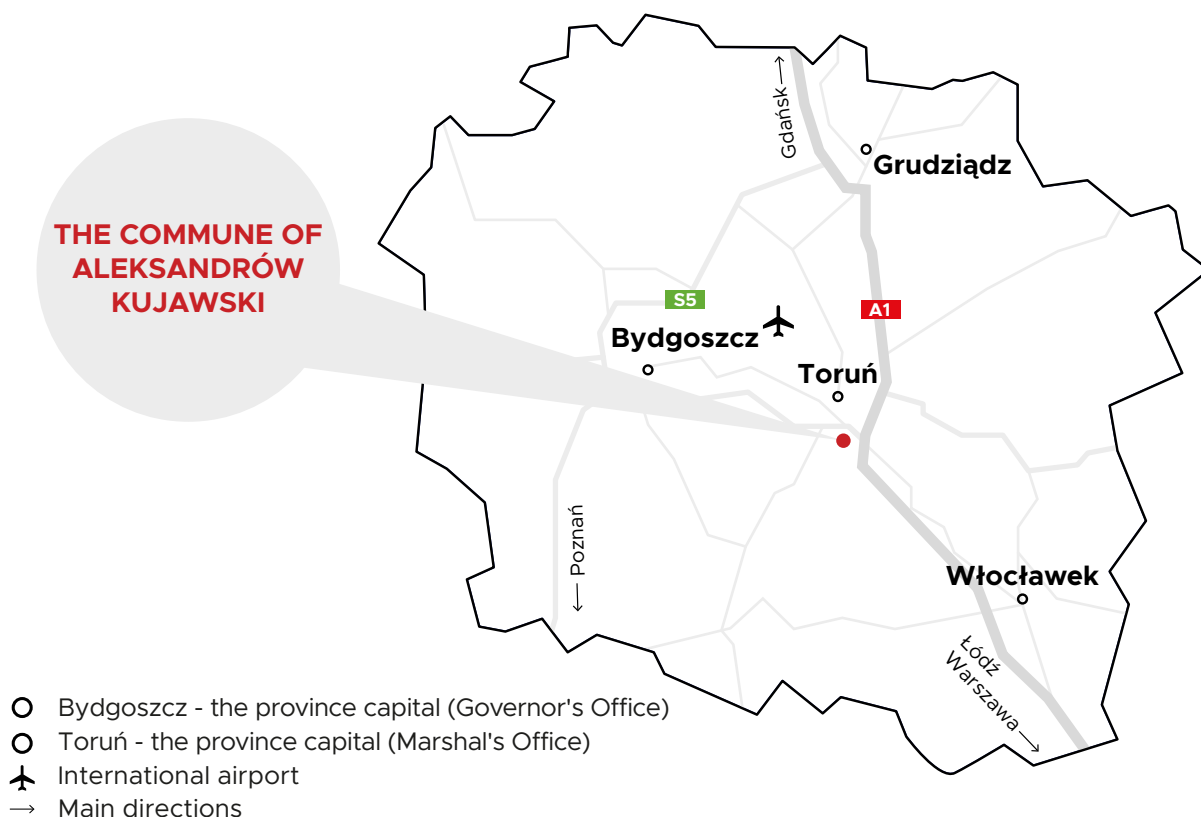 Gdańsk
Grudziądz
THE COMMUNE OF
ALEKSANDRÓW
KUJAWSKI
S5
A1
Bydgoszcz
Toruń
Poznań
Włocławek
Łódź
Warszawa
Bydgoszcz - the province capital (Governor's Office)
Toruń - the province capital (Marshal's Office)
International airport
Main directions